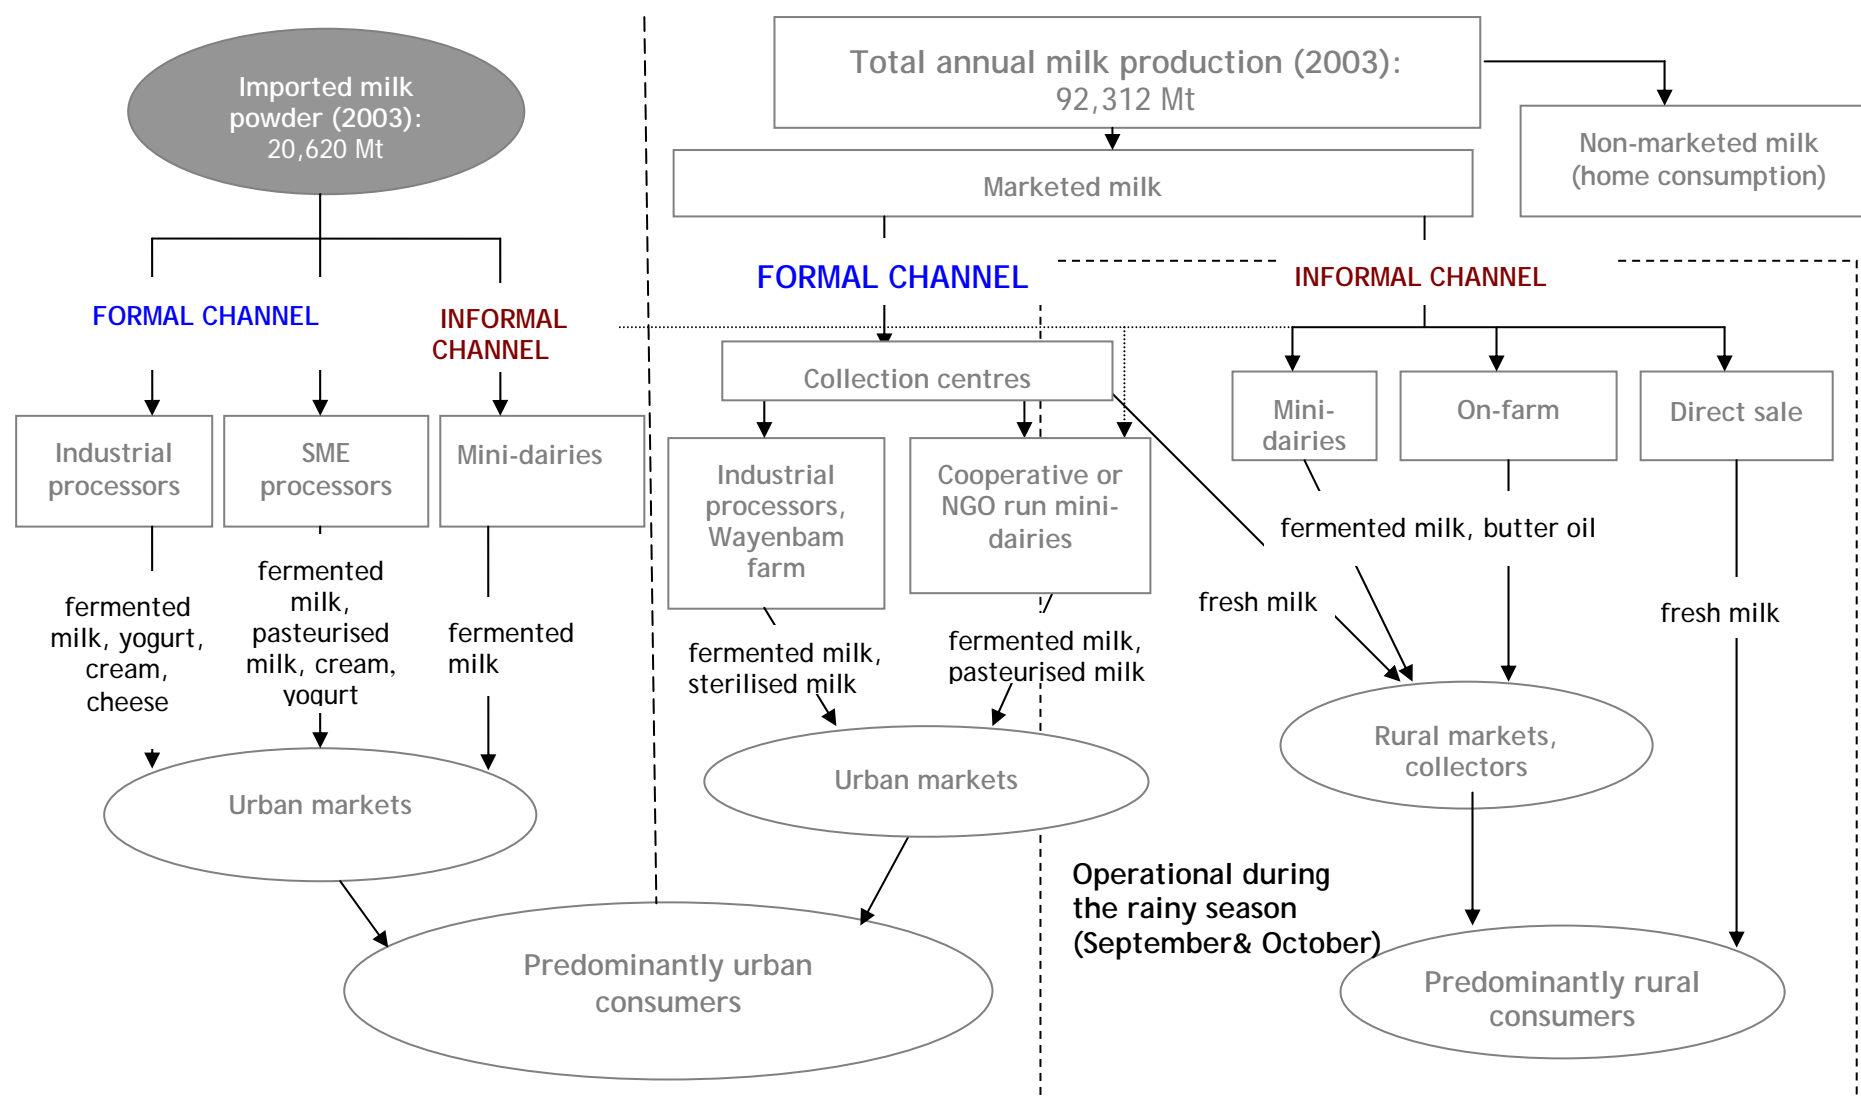 Imported milk
powder (2003):
20,620 Mt
Total annual milk production (2003):
92,312 Mt
Non-marketed milk
(home consumption)
Marketed milk
FORMAL CHANNEL
INFORMAL
CHANNEL
FORMAL CHANNEL
INFORMAL CHANNEL
Industrial
processors
SME
processors
Mini-dairies
Collection centres
Industrial
processors,
Wayenbam
farm
Cooperative or
NGO run mini-
dairies
Mini-
dairies
On-farm
Direct sale
fermented
milk, yogurt,
cream,
cheese
fermented
milk,
pasteurised
milk, cream,
yogurt
fermented
milk
fermented milk,
sterilised milk
fermented milk,
pasteurised milk
fresh milk
fermented milk, butter oil
fresh milk
Urban markets
Urban markets
Rural markets,
collectors
Operational during
the rainy season
(September& October)
Predominantly urban
consumers
Predominantly rural
consumers